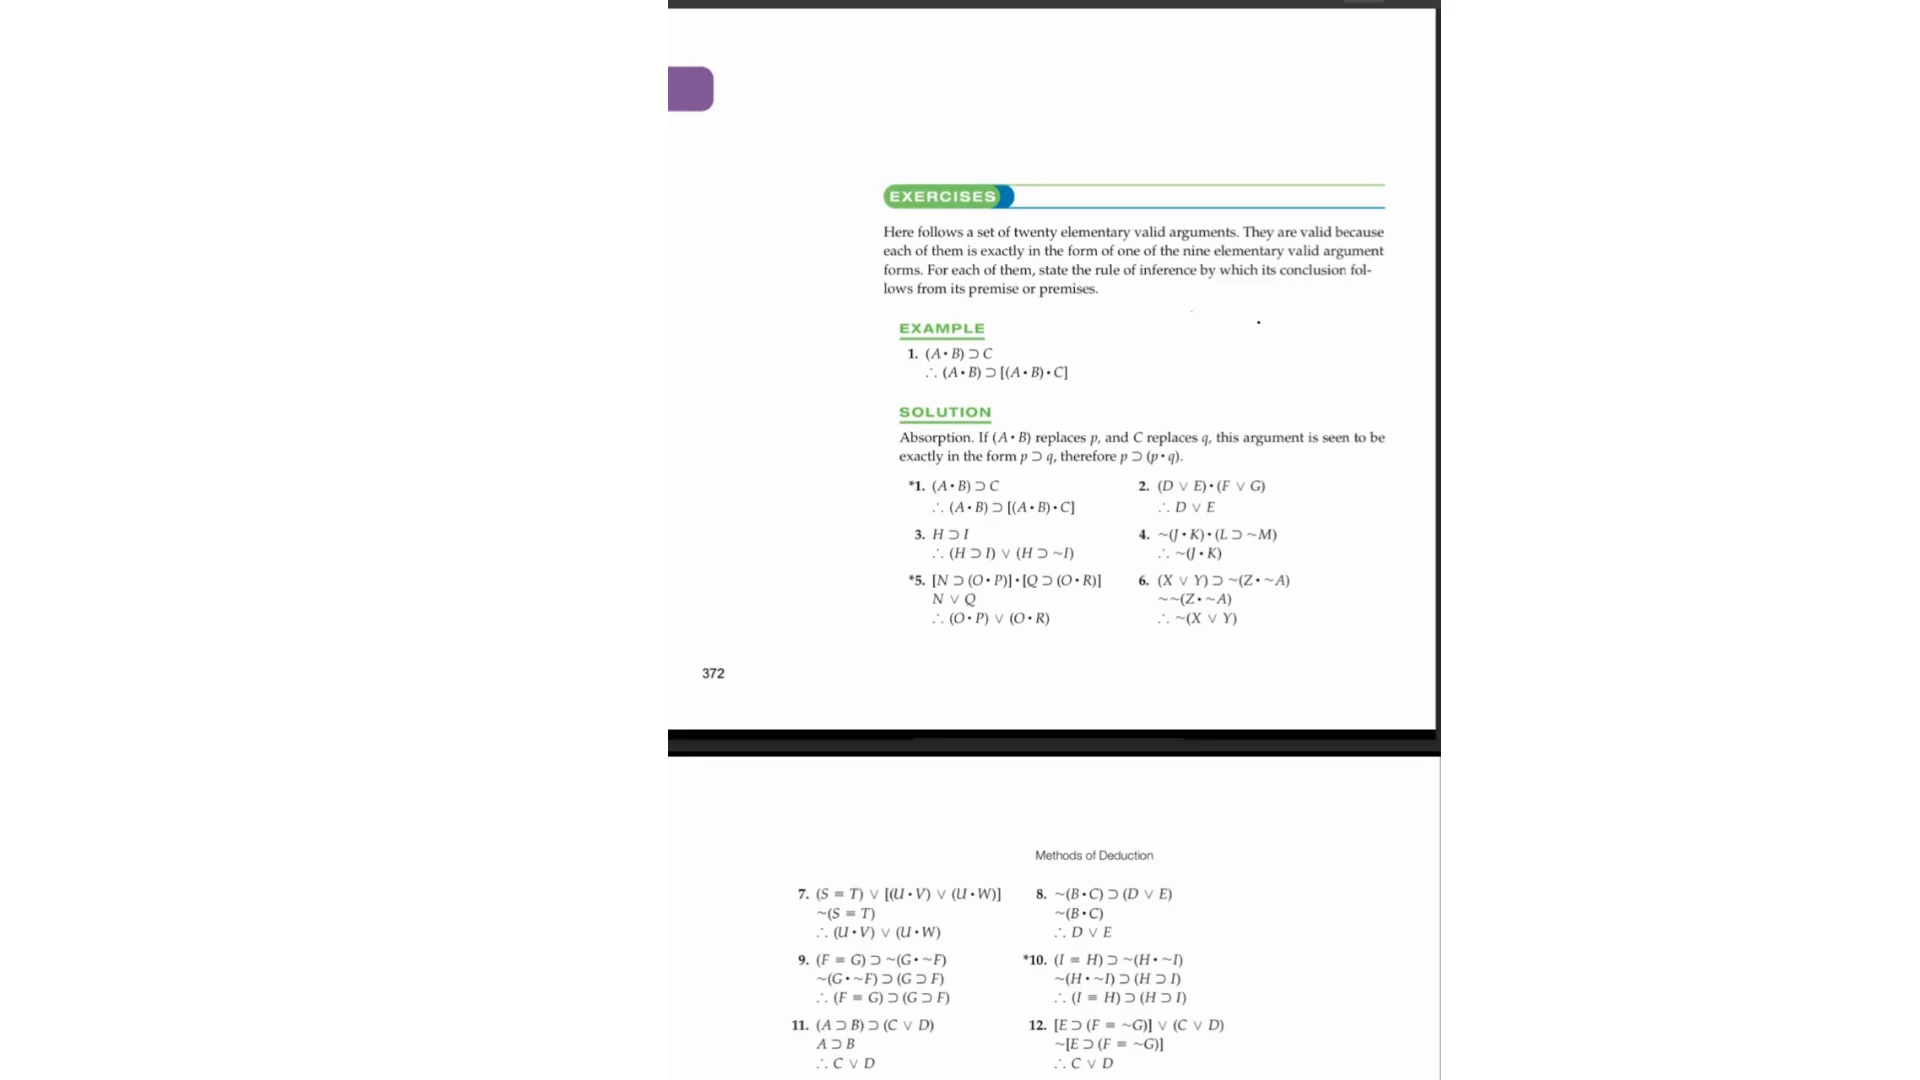 EXERCISES
Here follows a set of twenty elementary valid arguments. They are valid because
each of them is exactly in the form of one of the nine elementary valid argument
forms. For each of them, state the rule of inference by which its conclusion fol-
lows from its premise or premises.
EXAMPLE
1. (A • B) ⊃ C
∴ (A • B) ⊃ [(A • B) • C]
SOLUTION
Absorption. If (A • B) replaces p, and C replaces q, this argument is seen to be
exactly in the form p ⊃ q, therefore p ⊃ (p • q).
*1. (A • B) ⊃ C
∴ (A • B) ⊃ [(A • B) • C]
2. (D ∨ E) • (F ∨ G)
∴ D ∨ E
3. H ⊃ I
∴ (H ⊃ I) ∨ (H ⊃ ~I)
4. ~(J • K) • (L ⊃ ~M)
∴ ~(J • K)
*5. [N ⊃ (O • P)] • [Q ⊃ (O • R)]
N ∨ Q
∴ (O • P) ∨ (O • R)
6. (X ∨ Y) ⊃ ~(Z • ~A)
~~(Z • ~A)
∴ ~(X ∨ Y)
372
Methods of Deduction
7. (S ≡ T) ∨ [(U • V) ∨ (U • W)]
~(S ≡ T)
∴ (U • V) ∨ (U • W)
8. ~(B • C) ⊃ (D ∨ E)
~(B • C)
∴ D ∨ E
9. (F ≡ G) ⊃ ~(G • ~F)
~(G • ~F) ⊃ (G ⊃ F)
∴ (F ≡ G) ⊃ (G ⊃ F)
*10. (I ≡ H) ⊃ ~(H • ~I)
~(H • ~I) ⊃ (H ⊃ I)
∴ (I ≡ H) ⊃ (H ⊃ I)
11. (A ⊃ B) ⊃ (C ∨ D)
A ⊃ B
∴ C ∨ D
12. [E ⊃ (F ≡ ~G)] ∨ (C ∨ D)
~[E ⊃ (F ≡ ~G)]
∴ C ∨ D